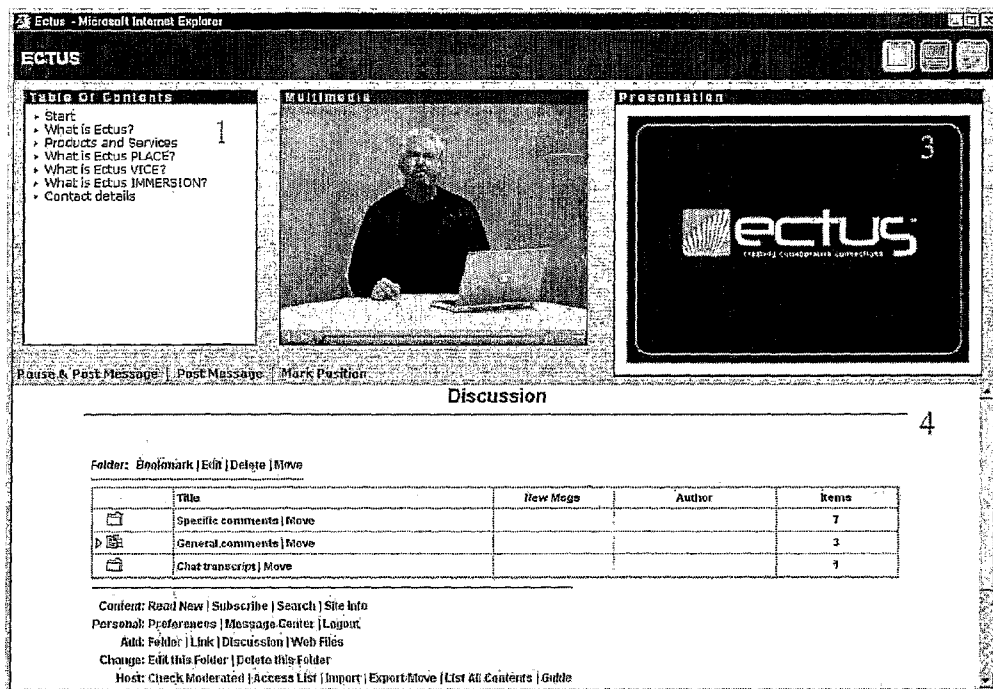 Ectus - Microsoft Internet Explorer
ECTUS
Table Of Contents
Start
What is Ectus?
Products and Services
What is Ectus PLACE?
What is Ectus VICE?
What is Ectus IMMERSION?
Contact details
1
Multimedia
Presentation
3
ectus
creating collaborative connections
Pause & Post Message | Post Message | Mark Position
Discussion
4
Folder: Bookmark | Edit | Delete | Move
Title New Msgs Author Items
Specific comments | Move 7
General comments | Move 3
Chat transcript | Move 1
Content: Read New | Subscribe | Search | Site Info
Personal: Preferences | Message Center | Logout
Add: Folder | Link | Discussion | Web Files
Change: Edit this Folder | Delete this Folder
Host: Check Moderated | Access List | Import | Export/Move | List All Contents | Guide